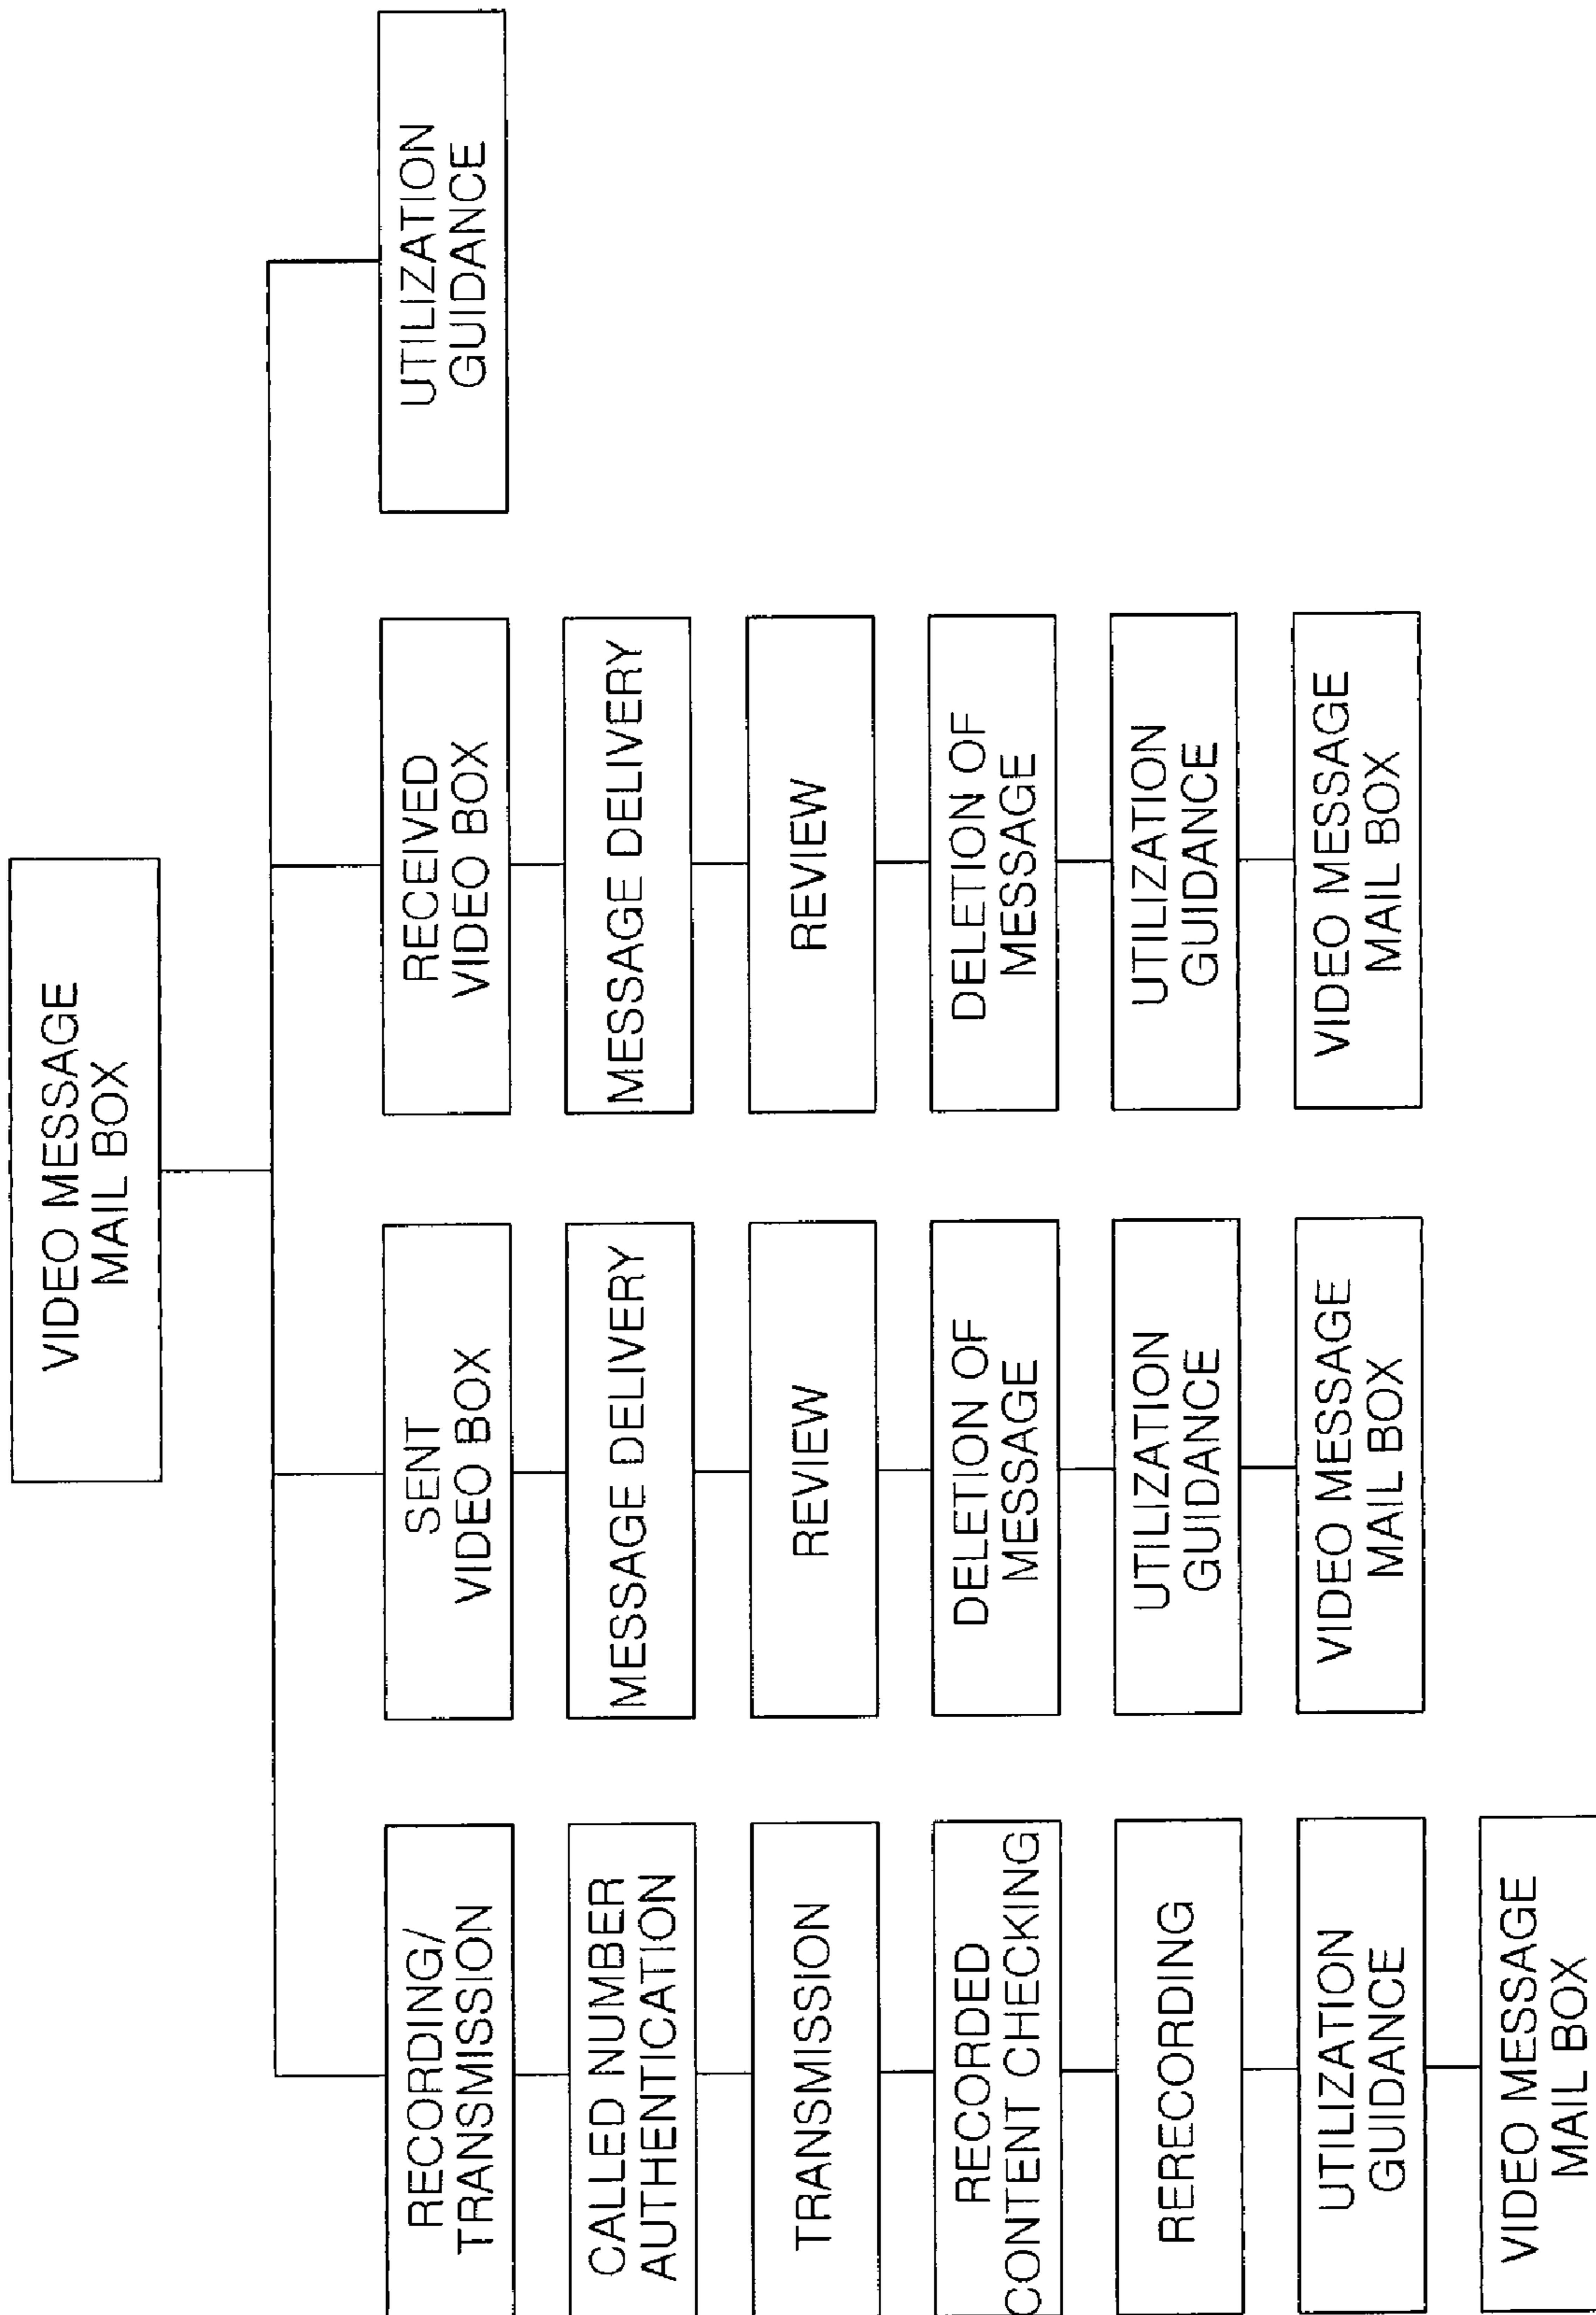 VIDEO MESSAGE
MAIL BOX
RECORDING/
TRANSMISSION
CALLED NUMBER
AUTHENTICATION
TRANSMISSION
RECORDED
CONTENT CHECKING
RERECORDING
UTILIZATION
GUIDANCE
VIDEO MESSAGE
MAIL BOX
SENT
VIDEO BOX
MESSAGE DELIVERY
REVIEW
DELETION OF
MESSAGE
UTILIZATION
GUIDANCE
VIDEO MESSAGE
MAIL BOX
RECEIVED
VIDEO BOX
MESSAGE DELIVERY
REVIEW
DELETION OF
MESSAGE
UTILIZATION
GUIDANCE
VIDEO MESSAGE
MAIL BOX
UTILIZATION
GUIDANCE